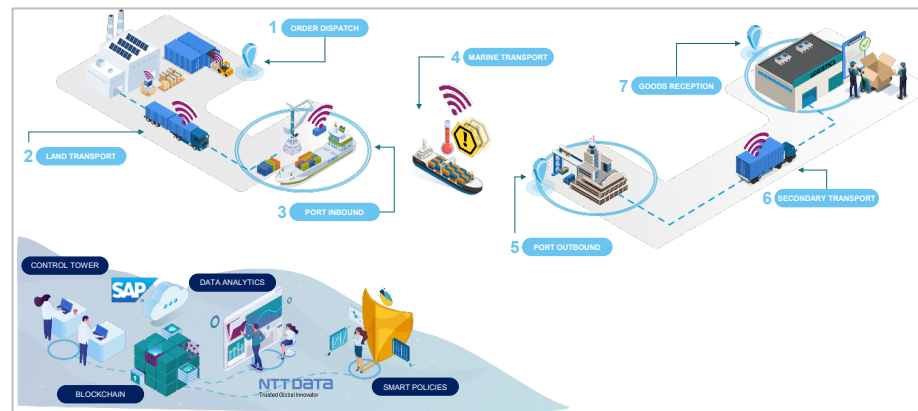 1 ORDER DISPATCH
4 MARINE TRANSPORT
7 GOODS RECEPTION
LOGISTICS
2 LAND TRANSPORT
6 SECONDARY TRANSPORT
3 PORT INBOUND
5 PORT OUTBOUND
CONTROL TOWER
SAP
DATA ANALYTICS
BLOCKCHAIN
NTT DATA
Trusted Global Innovator
SMART POLICIES